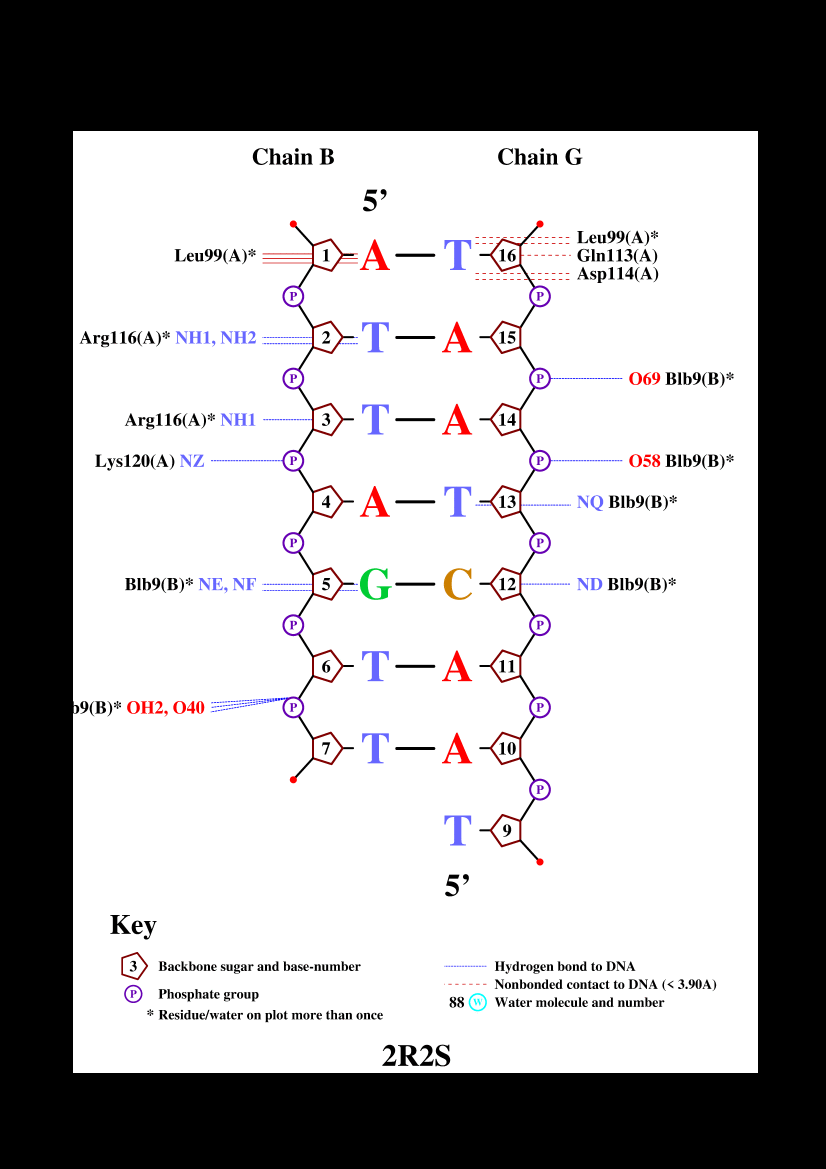 Chain B Chain G
5’
Leu99(A)* 1 A T 16 Leu99(A)*
Gln113(A)
Asp114(A)
P P
Arg116(A)* NH1, NH2 2 T A 15
P P O69 Blb9(B)*
Arg116(A)* NH1 3 T A 14
Lys120(A) NZ P P O58 Blb9(B)*
4 A T 13 NQ Blb9(B)*
P P
Blb9(B)* NE, NF 5 G C 12 ND Blb9(B)*
P P
6 T A 11
b9(B)* OH2, O40 P P
7 T A 10
P
T 9
5’
Key
3 Backbone sugar and base-number
P Phosphate group
* Residue/water on plot more than once
Hydrogen bond to DNA
Nonbonded contact to DNA (< 3.90A)
88 W Water molecule and number
2R2S